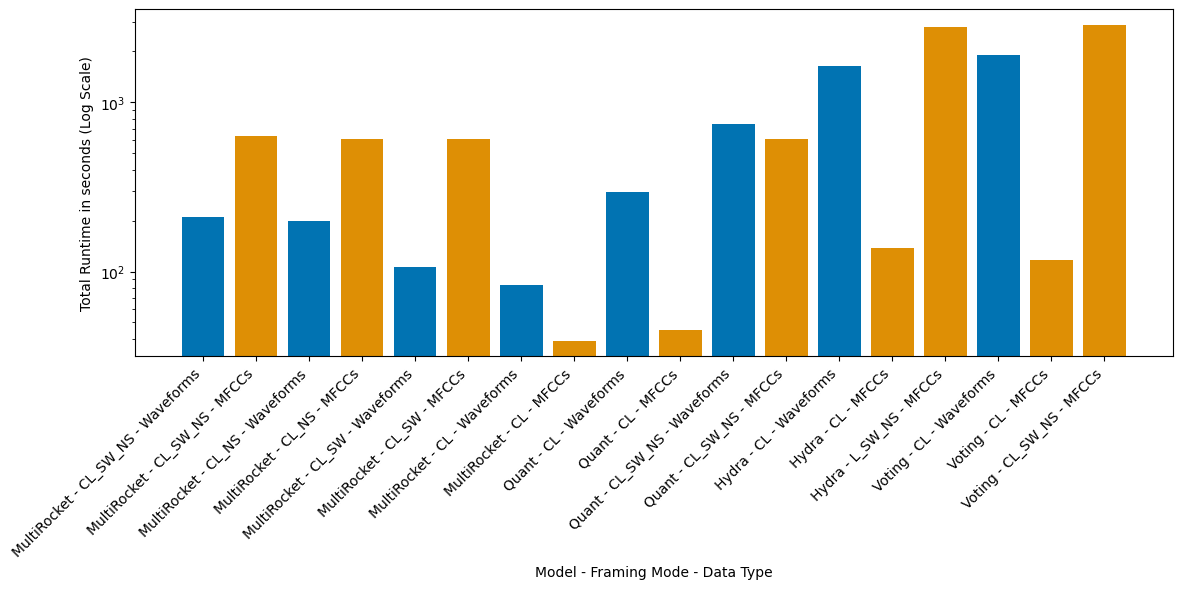 Total Runtime in seconds (Log Scale)
10³
10²
MultiRocket - CL_SW_NS - Waveforms
MultiRocket - CL_SW_NS - MFCCs
MultiRocket - CL_NS - Waveforms
MultiRocket - CL_NS - MFCCs
MultiRocket - CL_SW - Waveforms
MultiRocket - CL_SW - MFCCs
MultiRocket - CL - Waveforms
MultiRocket - CL - MFCCs
Quant - CL - Waveforms
Quant - CL - MFCCs
Quant - CL_SW_NS - Waveforms
Quant - CL_SW_NS - MFCCs
Hydra - CL - Waveforms
Hydra - CL - MFCCs
Hydra - L_SW_NS - MFCCs
Voting - CL - Waveforms
Voting - CL - MFCCs
Voting - CL_SW_NS - MFCCs
Model - Framing Mode - Data Type